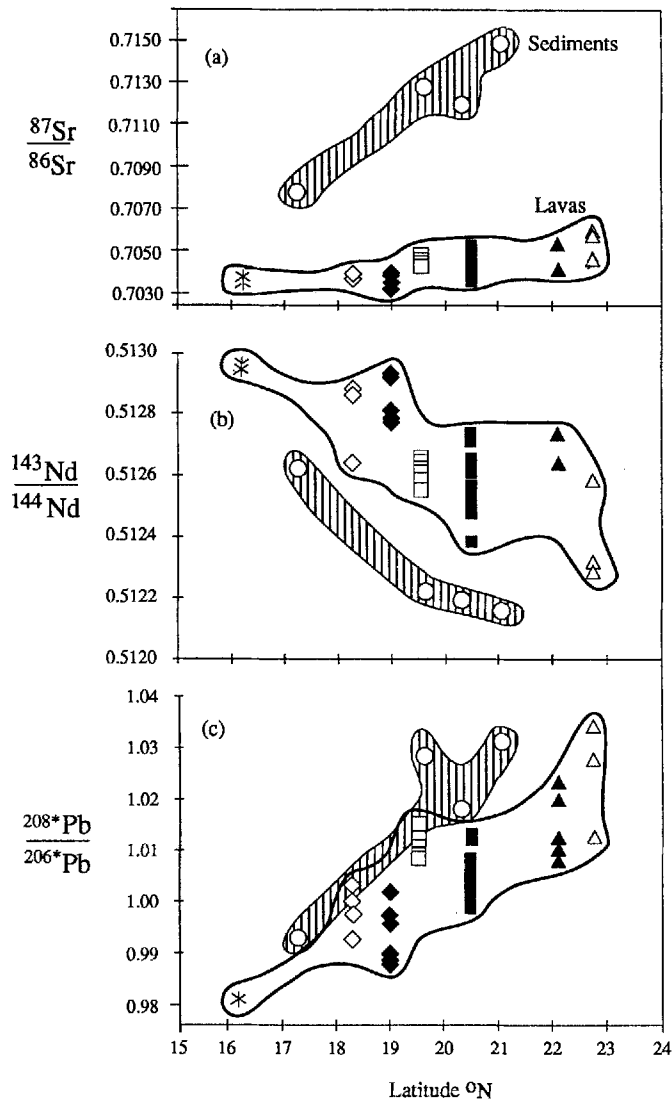 (a)
Sediments
Lavas
87Sr
86Sr
0.7150
0.7130
0.7110
0.7090
0.7070
0.7050
0.7030
(b)
143Nd
144Nd
0.5130
0.5128
0.5126
0.5124
0.5122
0.5120
(c)
208*Pb
206*Pb
1.04
1.03
1.02
1.01
1.00
0.99
0.98
15 16 17 18 19 20 21 22 23 24
Latitude ºN